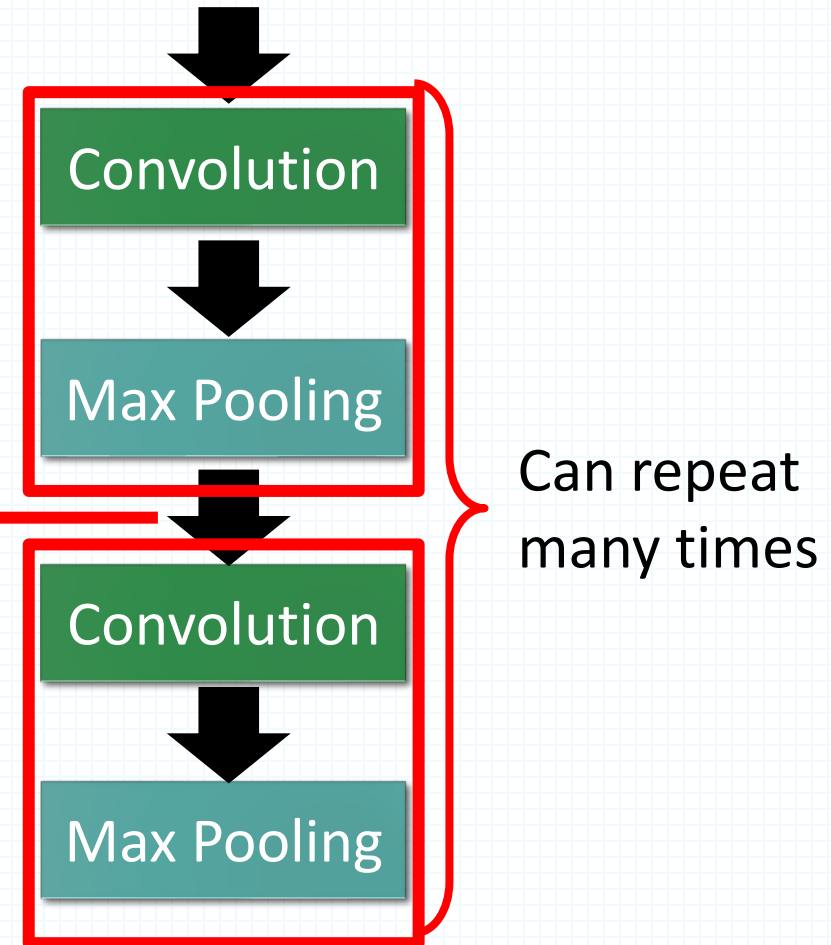 Convolution
Max Pooling
Can repeat
many times
Convolution
Max Pooling